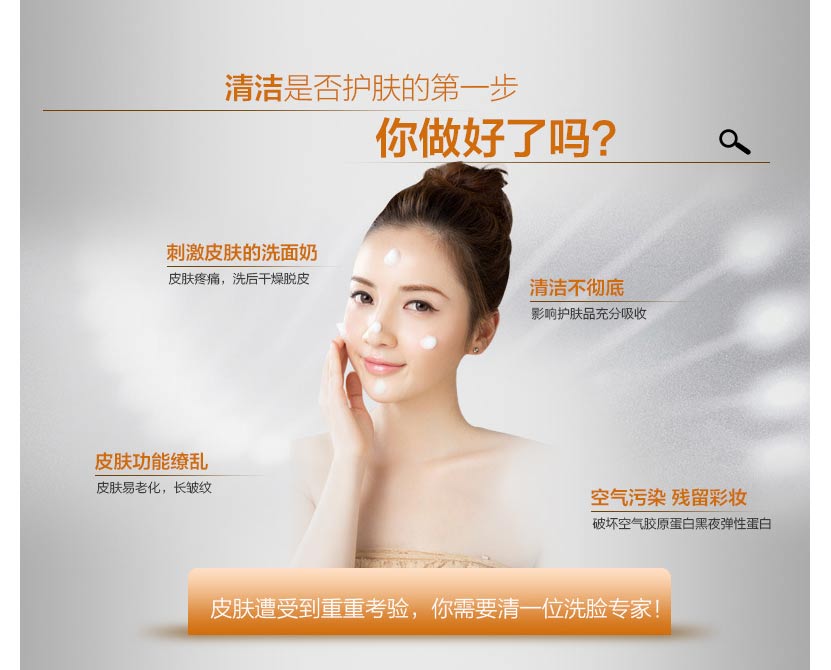 清洁是否护肤的第一步
你做好了吗?
刺激皮肤的洗面奶
皮肤疼痛，洗后干燥脱皮
清洁不彻底
影响护肤品充分吸收
皮肤功能缭乱
皮肤易老化，长皱纹
空气污染 残留彩妆
破坏空气胶原蛋白黑夜弹性蛋白
皮肤遭受到重重考验，你需要清一位洗脸专家!